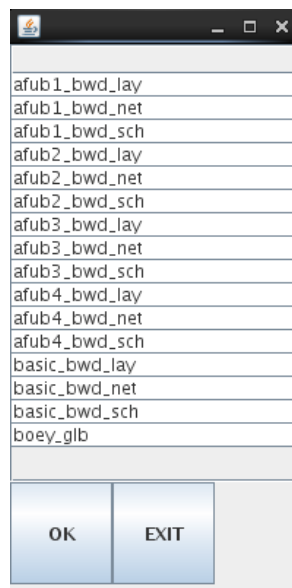 afub1_bwd_lay
afub1_bwd_net
afub1_bwd_sch
afub2_bwd_lay
afub2_bwd_net
afub2_bwd_sch
afub3_bwd_lay
afub3_bwd_net
afub3_bwd_sch
afub4_bwd_lay
afub4_bwd_net
afub4_bwd_sch
basic_bwd_lay
basic_bwd_net
basic_bwd_sch
boey_glb
OK EXIT